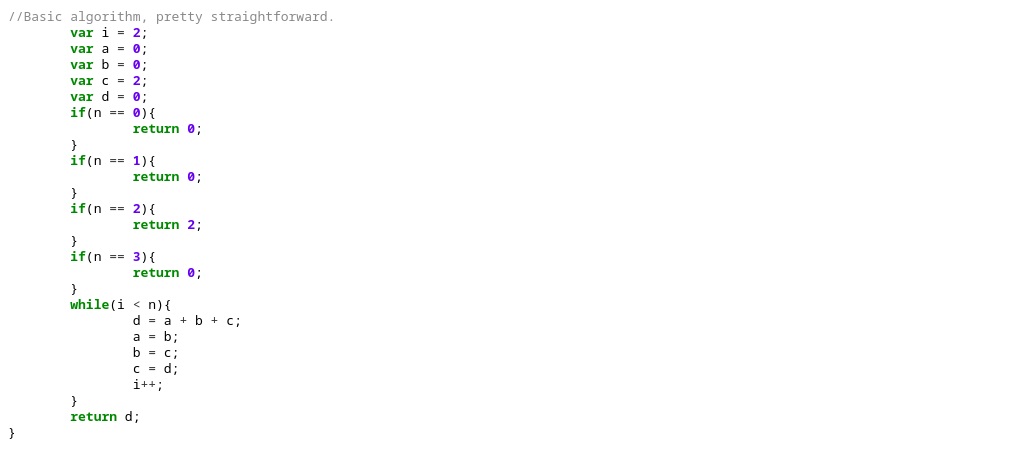 //Basic algorithm, pretty straightforward.
        var i = 2;
        var a = 0;
        var b = 0;
        var c = 2;
        var d = 0;
        if(n == 0){
                return 0;
        }
        if(n == 1){
                return 0;
        }
        if(n == 2){
                return 2;
        }
        if(n == 3){
                return 0;
        }
        while(i < n){
                d = a + b + c;
                a = b;
                b = c;
                c = d;
                i++;
        }
        return d;
}